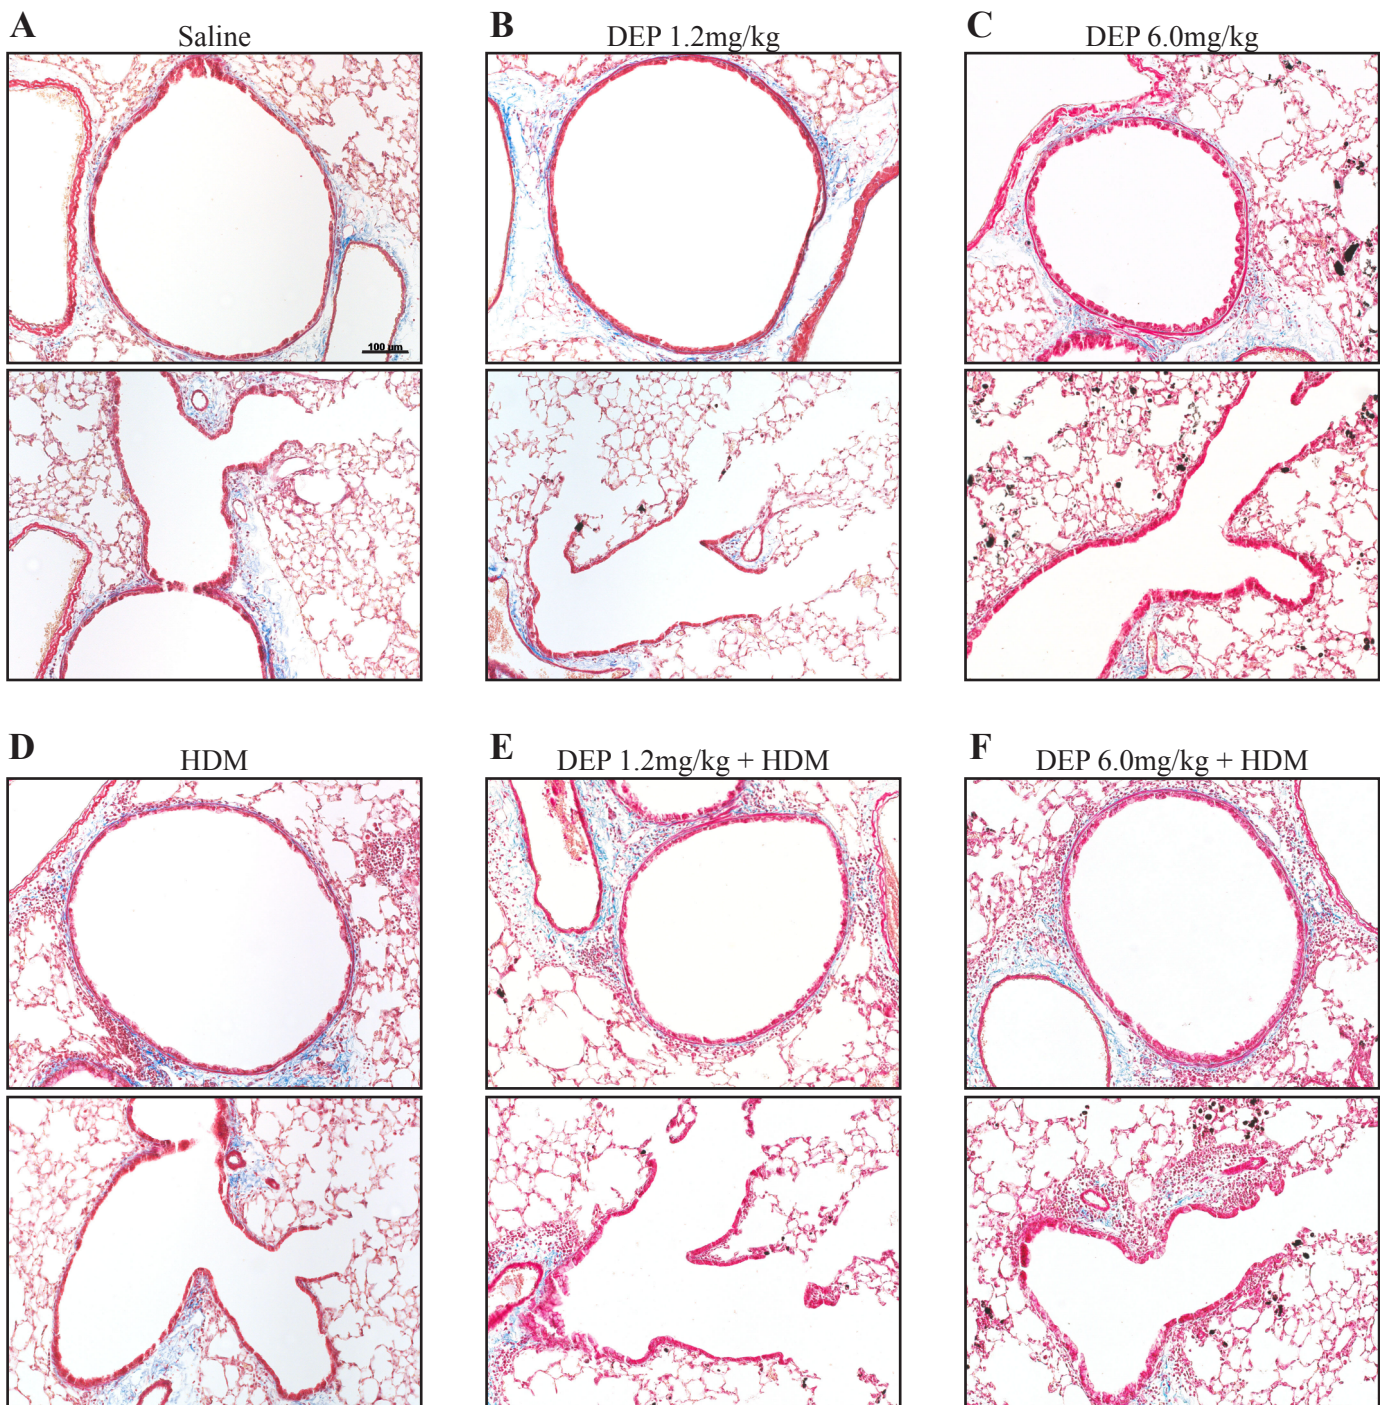 A
Saline
B
DEP 1.2mg/kg
C
DEP 6.0mg/kg
100 µm
D
HDM
E
DEP 1.2mg/kg + HDM
F
DEP 6.0mg/kg + HDM